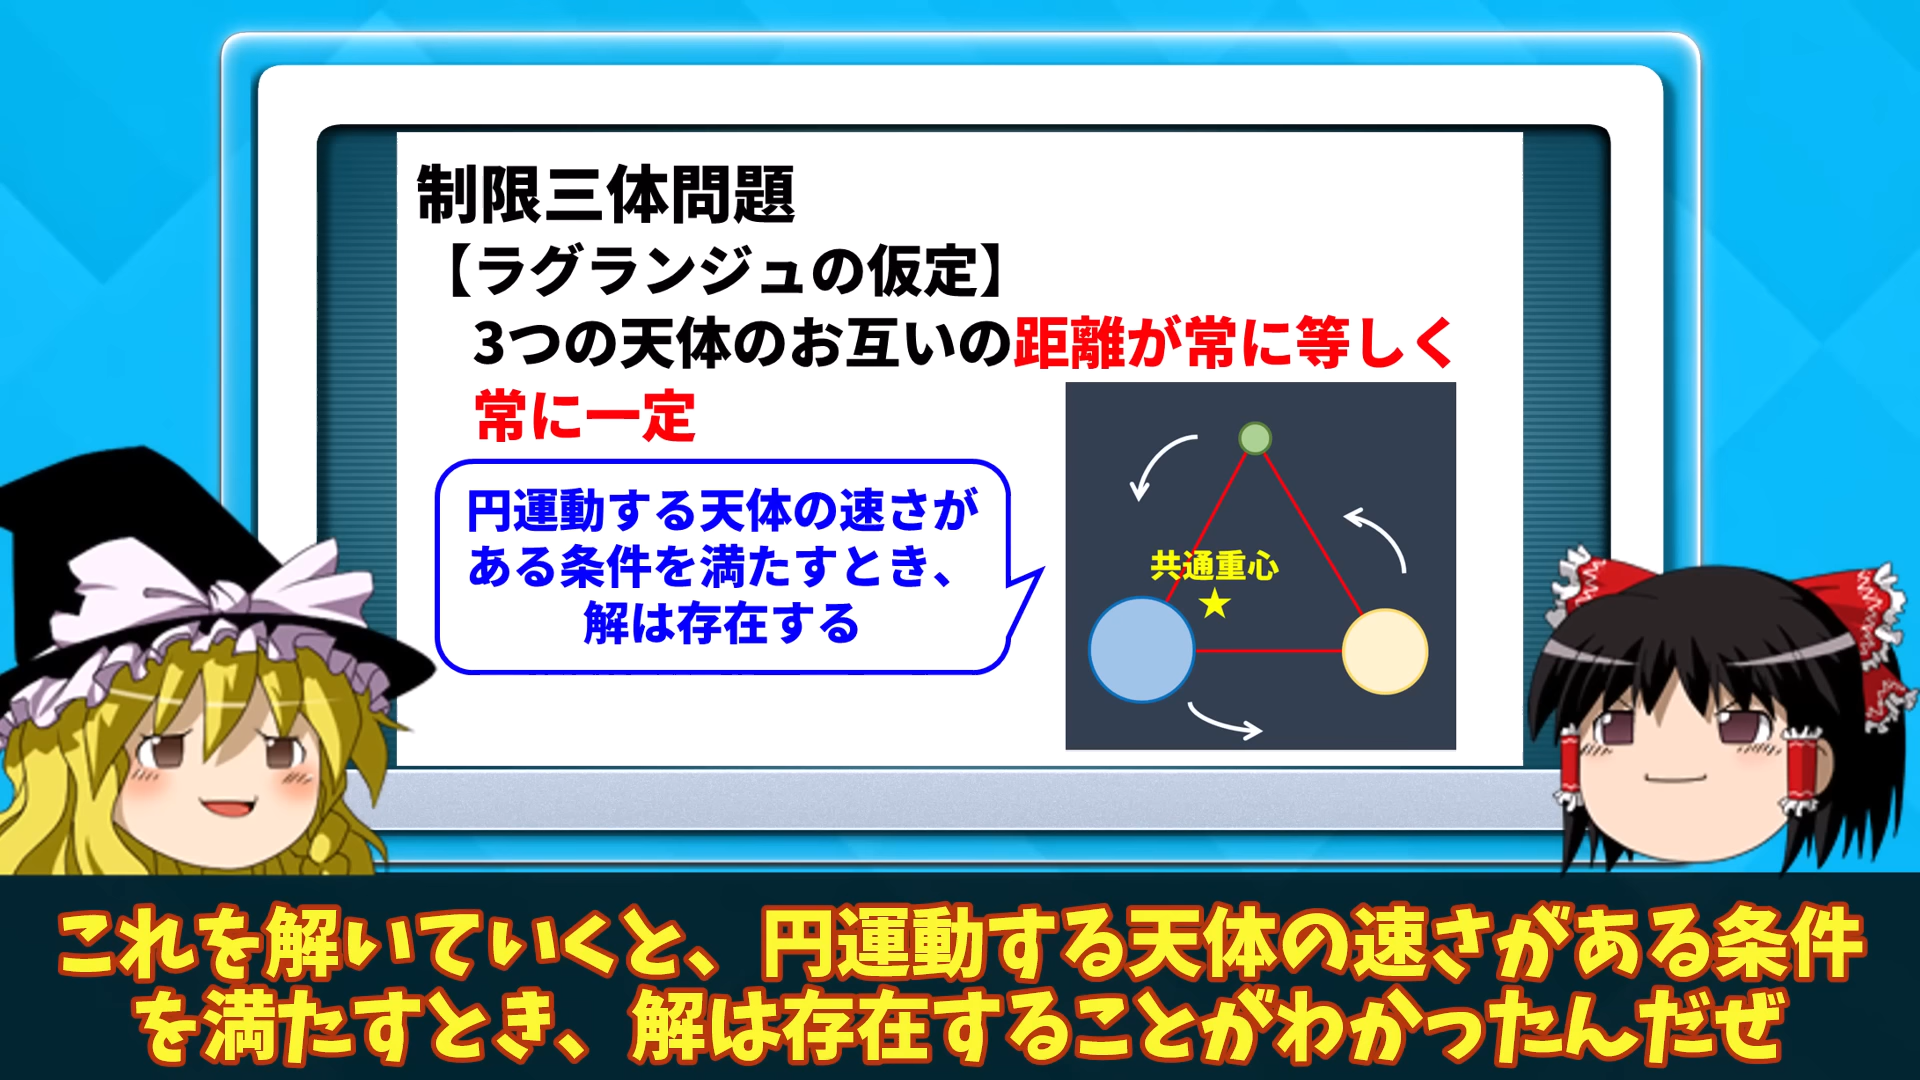 制限三体問題
【ラグランジュの仮定】
3つの天体のお互いの距離が常に等しく
常に一定
円運動する天体の速さが
ある条件を満たすとき、
解は存在する
共通重心
これを解いていくと、円運動する天体の速さがある条件
を満たすとき、解は存在することがわかったんだぜ